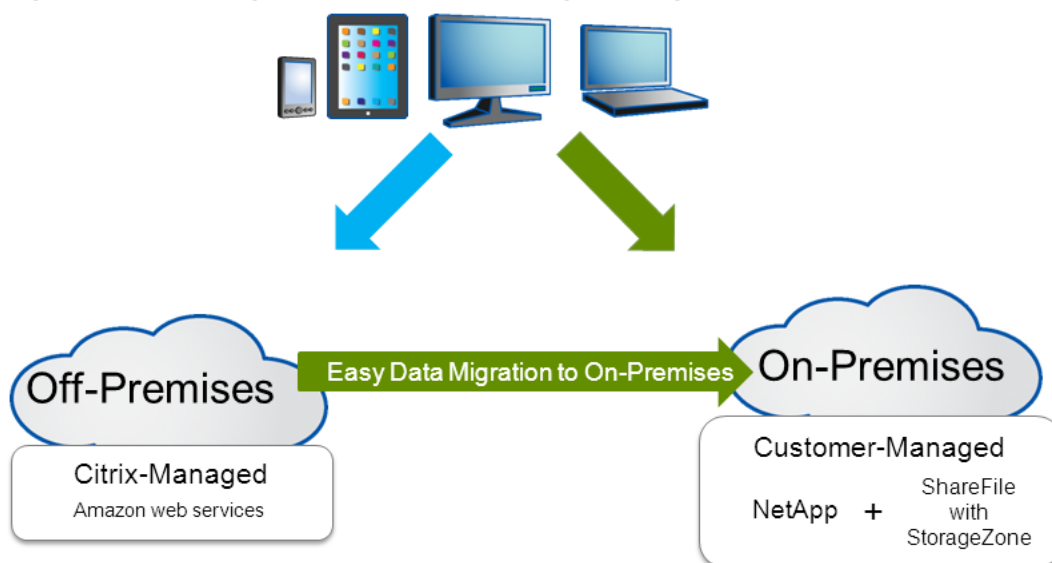 Off-Premises
Easy Data Migration to On-Premises
On-Premises
Citrix-Managed
Amazon web services
Customer-Managed
NetApp + ShareFile
with
StorageZone